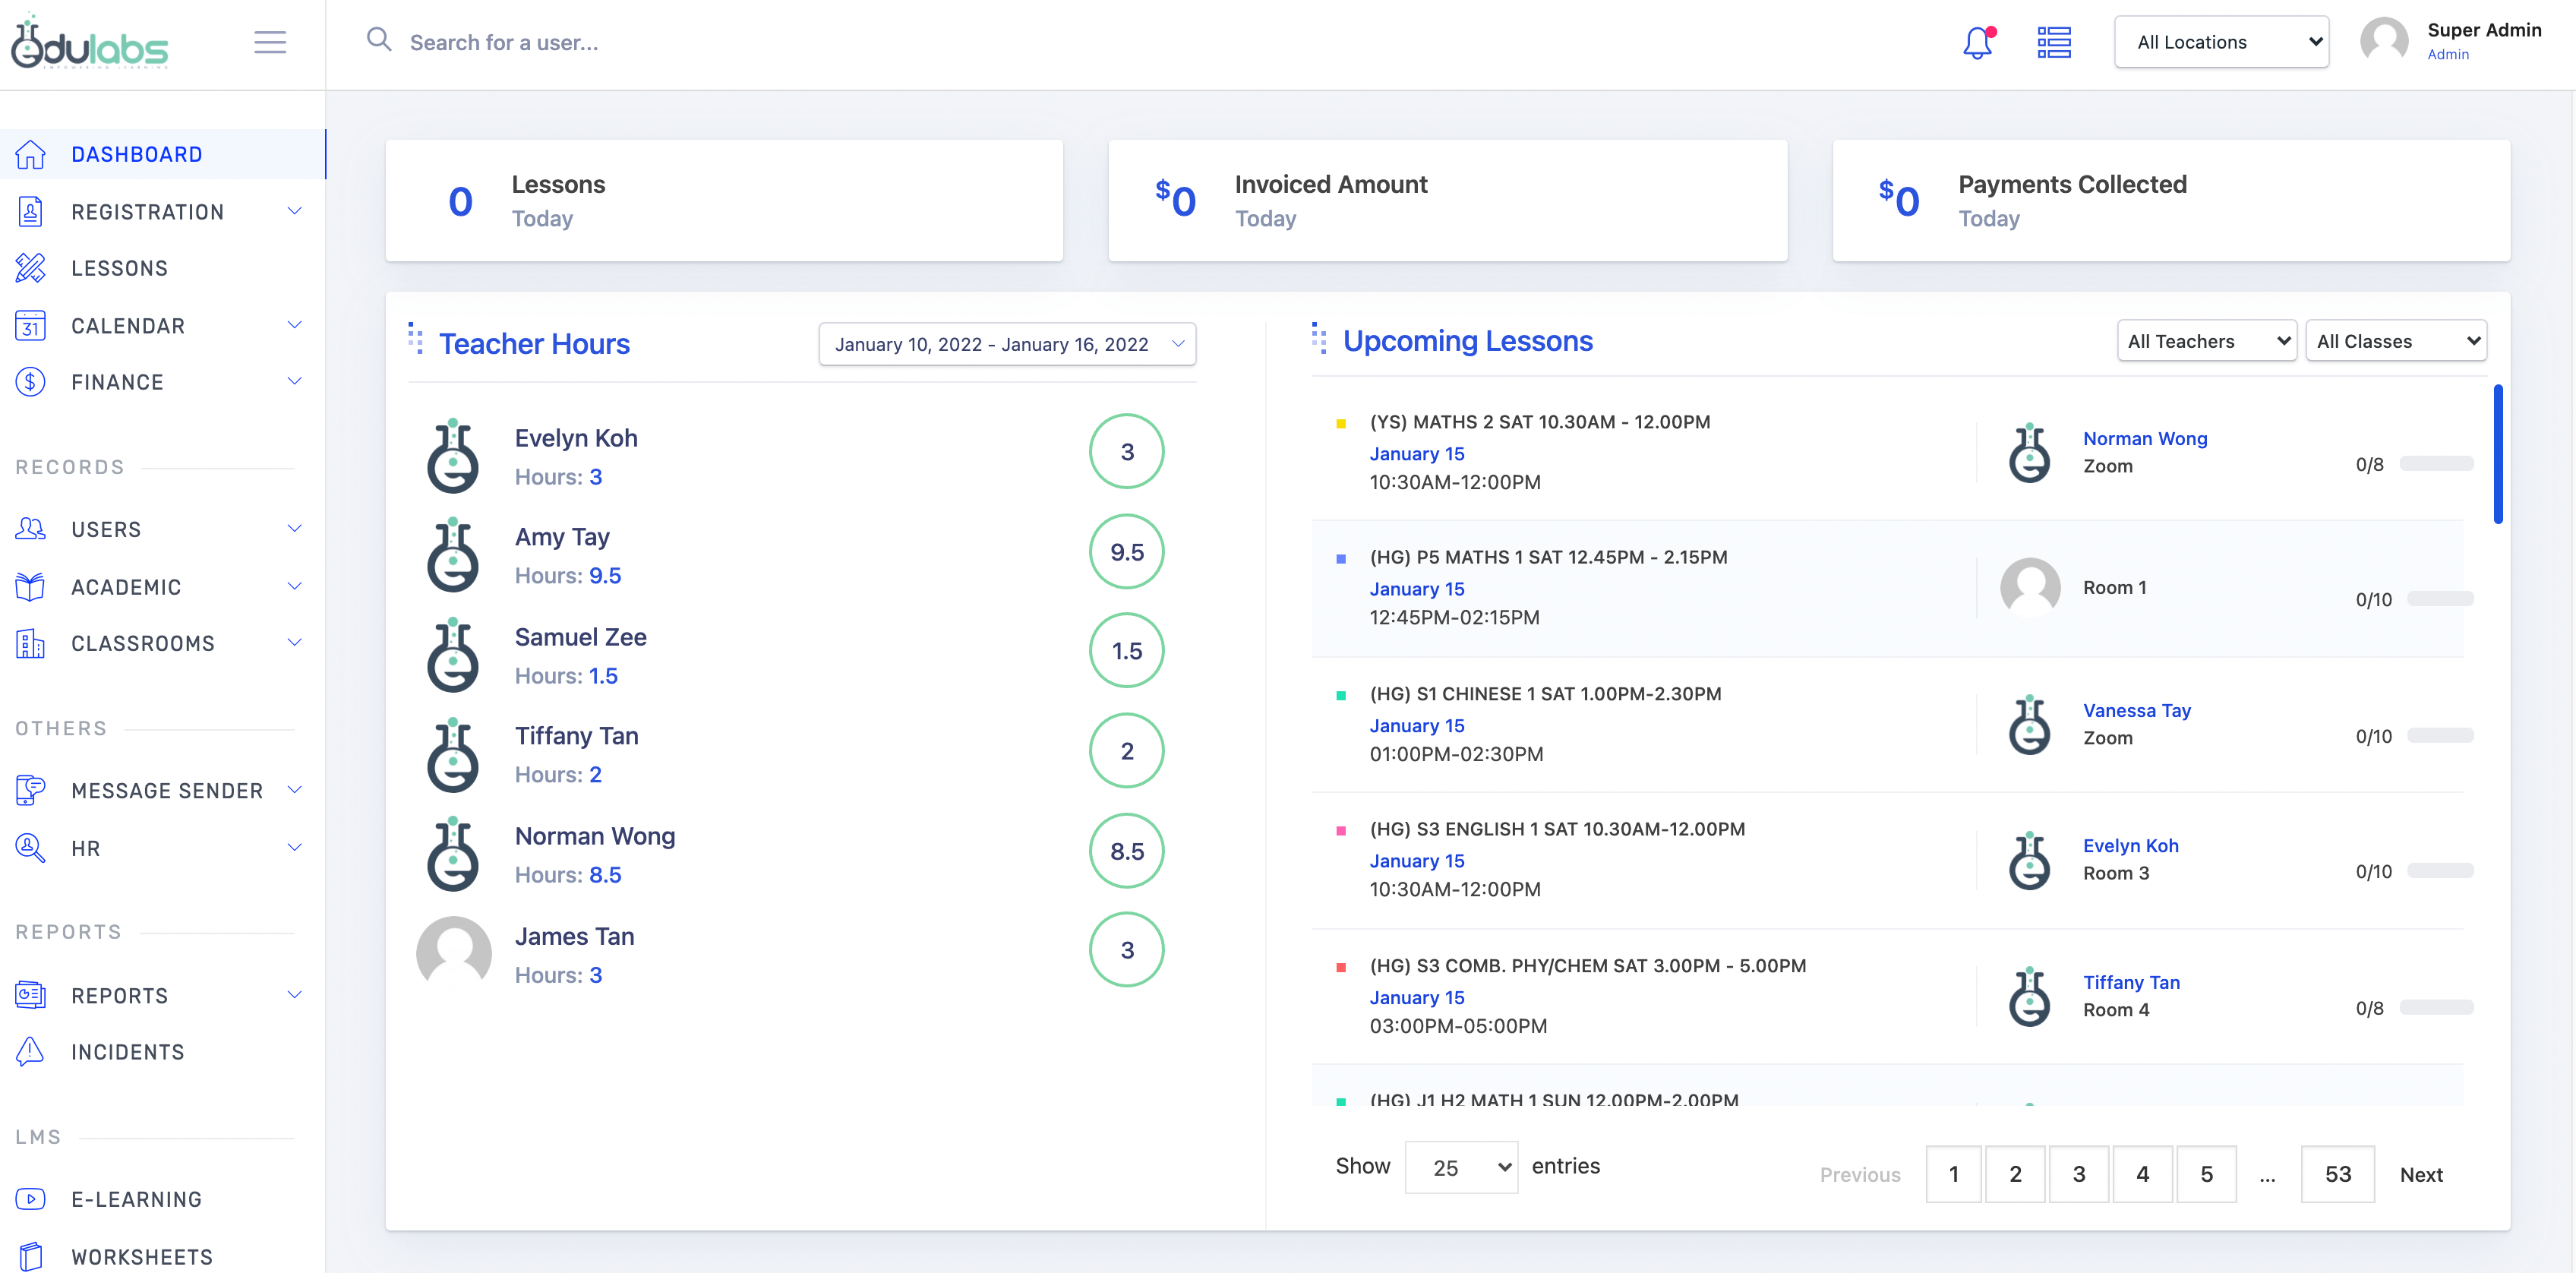 edulabs
Search for a user...
All Locations
Super Admin
Admin
DASHBOARD
REGISTRATION
LESSONS
31
CALENDAR
$
FINANCE
RECORDS
USERS
ACADEMIC
CLASSROOMS
OTHERS
MESSAGE SENDER
HR
REPORTS
REPORTS
INCIDENTS
LMS
E-LEARNING
WORKSHEETS
0
Lessons
Today
$0
Invoiced Amount
Today
$0
Payments Collected
Today
Teacher Hours
January 10, 2022 - January 16, 2022
Evelyn Koh
Hours: 3
3
Amy Tay
Hours: 9.5
9.5
Samuel Zee
Hours: 1.5
1.5
Tiffany Tan
Hours: 2
2
Norman Wong
Hours: 8.5
8.5
James Tan
Hours: 3
3
Upcoming Lessons
All Teachers
All Classes
(YS) MATHS 2 SAT 10.30AM - 12.00PM
January 15
10:30AM-12:00PM
Norman Wong
Zoom
0/8
(HG) P5 MATHS 1 SAT 12.45PM - 2.15PM
January 15
12:45PM-02:15PM
Room 1
0/10
(HG) S1 CHINESE 1 SAT 1.00PM-2.30PM
January 15
01:00PM-02:30PM
Vanessa Tay
Zoom
0/10
(HG) S3 ENGLISH 1 SAT 10.30AM-12.00PM
January 15
10:30AM-12:00PM
Evelyn Koh
Room 3
0/10
(HG) S3 COMB. PHY/CHEM SAT 3.00PM - 5.00PM
January 15
03:00PM-05:00PM
Tiffany Tan
Room 4
0/8
(HG) J1 H2 MATH 1 SUN 12.00PM-2.00PM
Show 25 entries
Previous 1 2 3 4 5 ... 53 Next